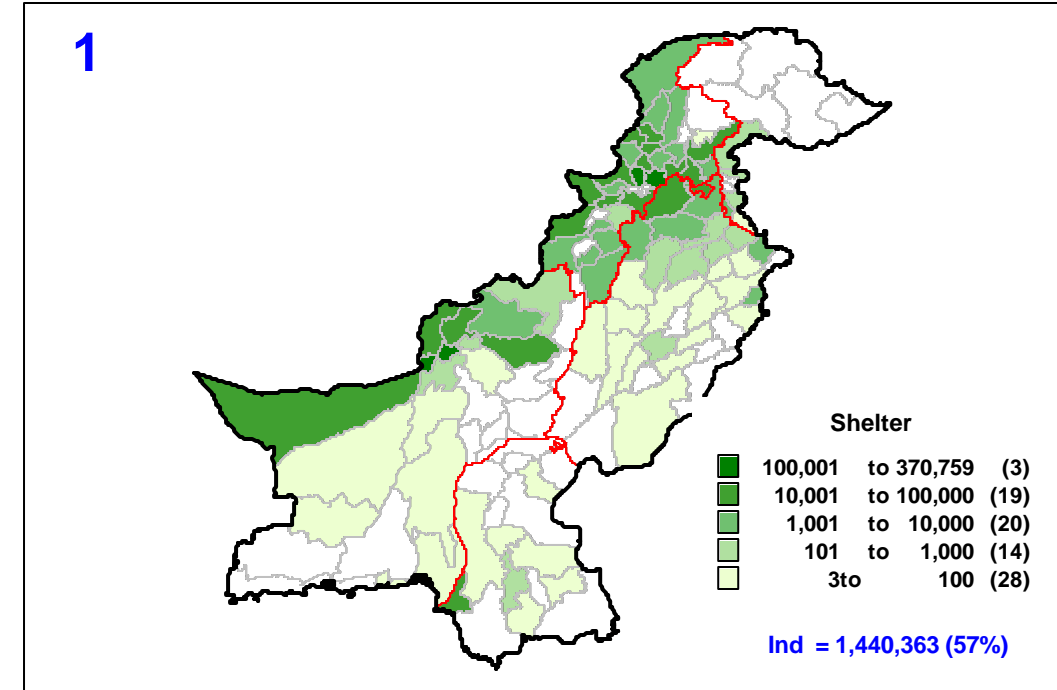 1
Shelter
100,001 to 370,759 (3)
10,001 to 100,000 (19)
1,001 to 10,000 (20)
101 to 1,000 (14)
3to 100 (28)
Ind = 1,440,363 (57%)